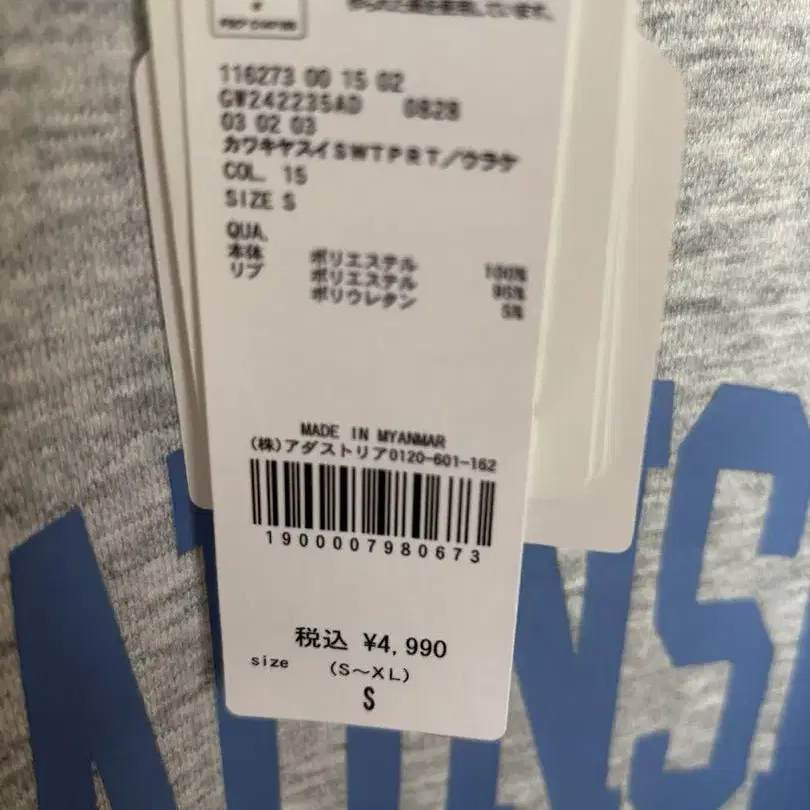 116273 00 15 02
GW242235AD 0828
03 02 03
カワキヤスイSWTPRT／ウラケ
COL. 15
SIZE S
QUA.
本体 ポリエステル 100%
リブ ポリエステル 95%
ポリウレタン 5%
MADE IN MYANMAR
(株)アダストリア0120-601-162
1900007980673
税込 ¥4,990
size (S～XL)
S